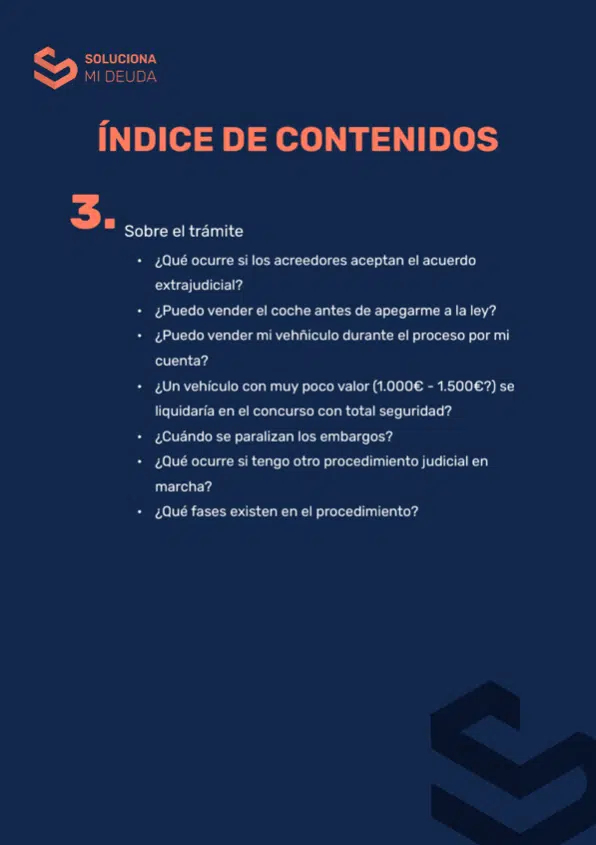 SOLUCIONA
MI DEUDA
ÍNDICE DE CONTENIDOS
3.
Sobre el trámite
• ¿Qué ocurre si los acreedores aceptan el acuerdo
extrajudicial?
• ¿Puedo vender el coche antes de apegarme a la ley?
• ¿Puedo vender mi vehñiculo durante el proceso por mi
cuenta?
• ¿Un vehículo con muy poco valor (1.000€ - 1.500€?) se
liquidaría en el concurso con total seguridad?
• ¿Cuándo se paralizan los embargos?
• ¿Qué ocurre si tengo otro procedimiento judicial en
marcha?
• ¿Qué fases existen en el procedimiento?